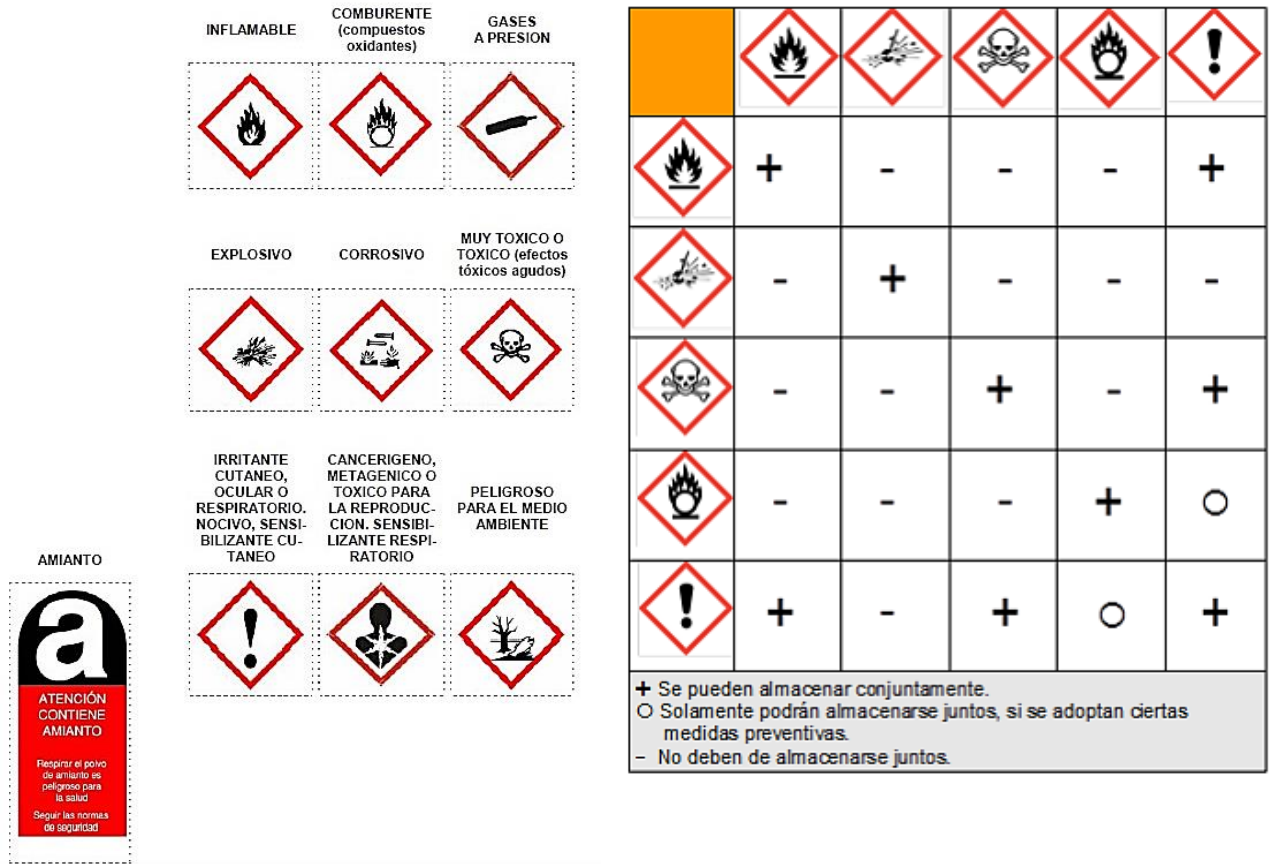 INFLAMABLE
COMBURENTE
(compuestos
oxidantes)
GASES
A PRESION
EXPLOSIVO
CORROSIVO
MUY TOXICO O
TOXICO (efectos
tóxicos agudos)
IRRITANTE
CUTANEO,
OCULAR O
RESPIRATORIO.
NOCIVO, SENSI-
BILIZANTE CU-
TANEO
CANCERIGENO,
METAGENICO O
TOXICO PARA
LA REPRODUC-
CION. SENSIBI-
LIZANTE RESPI-
RATORIO
PELIGROSO
PARA EL MEDIO
AMBIENTE
AMIANTO
a
ATENCIÓN
CONTIENE
AMIANTO
Respirar el polvo
de amianto es
peligroso para
la salud
Seguir las normas
de seguridad
+ - - - +
- + - - -
- - + - +
- - - + O
+ - + O +
+ Se pueden almacenar conjuntamente.
O Solamente podrán almacenarse juntos, si se adoptan ciertas
medidas preventivas.
- No deben de almacenarse juntos.